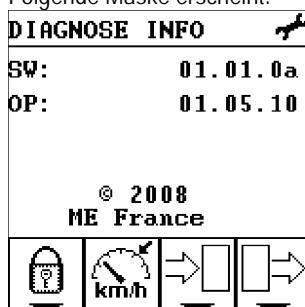 Folgende Maske erscheint:
DIAGNOSE INFO
SW: 01.01.0a
OP: 01.05.10
© 2008
ME France
km/h